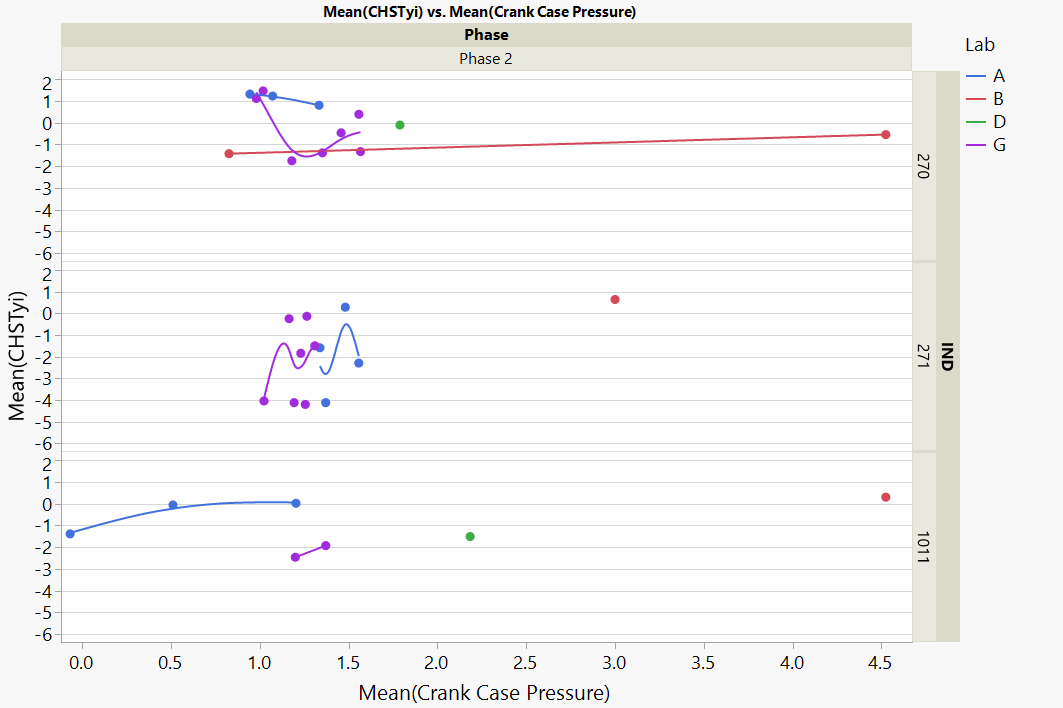 Mean(CHSTyi) vs. Mean(Crank Case Pressure)
Phase
Phase 2
Lab
A
B
D
G
Mean(CHSTyi)
2
1
0
-1
-2
-3
-4
-5
-6
270
2
1
0
-1
-2
-3
-4
-5
-6
271
IND
2
1
0
-1
-2
-3
-4
-5
-6
1011
0.0 0.5 1.0 1.5 2.0 2.5 3.0 3.5 4.0 4.5
Mean(Crank Case Pressure)